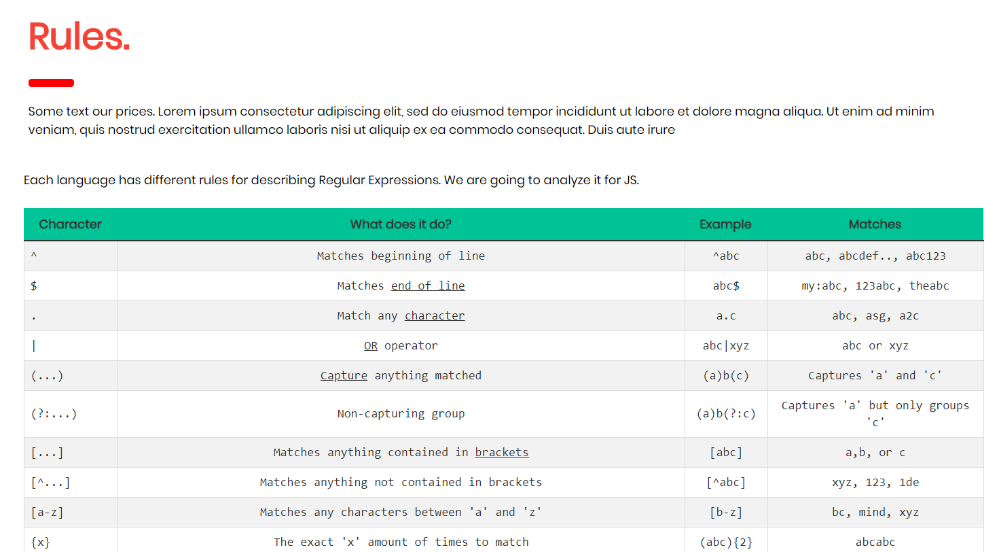 Rules.
Some text our prices. Lorem ipsum consectetur adipiscing elit, sed do eiusmod tempor incididunt ut labore et dolore magna aliqua. Ut enim ad minim
veniam, quis nostrud exercitation ullamco laboris nisi ut aliquip ex ea commodo consequat. Duis aute irure
Each language has different rules for describing Regular Expressions. We are going to analyze it for JS.
Character What does it do? Example Matches
^ Matches beginning of line ^abc abc, abcdef.., abc123
$ Matches end of line abc$ my:abc, 123abc, theabc
. Match any character a.c abc, asg, a2c
| OR operator abc|xyz abc or xyz
(...) Capture anything matched (a)b(c) Captures 'a' and 'c'
(?:...) Non-capturing group (a)b(?:c) Captures 'a' but only groups
'c'
[...] Matches anything contained in brackets [abc] a,b, or c
[^...] Matches anything not contained in brackets [^abc] xyz, 123, 1de
[a-z] Matches any characters between 'a' and 'z' [b-z] bc, mind, xyz
{x} The exact 'x' amount of times to match (abc){2} abcabc